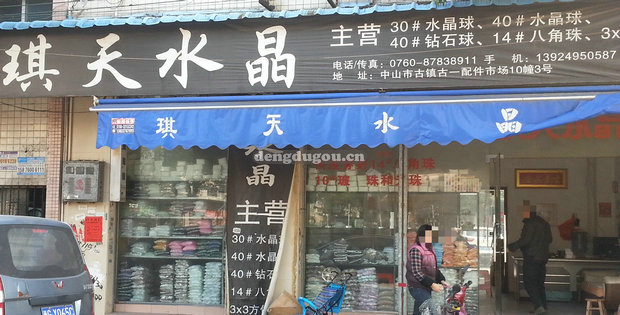 琪天水晶
主营
30#水晶球、40#水晶球、
40#钻石球、14#八角珠、3x
电话/传真：0760-87838911 手 机：13924950587
地 址：中山市古镇古一配件市场10幢3号
琪 天 水 晶
dengdugou.cn
晶
主营
30#水晶球
40#水晶
40#钻石
14#八
3x3方